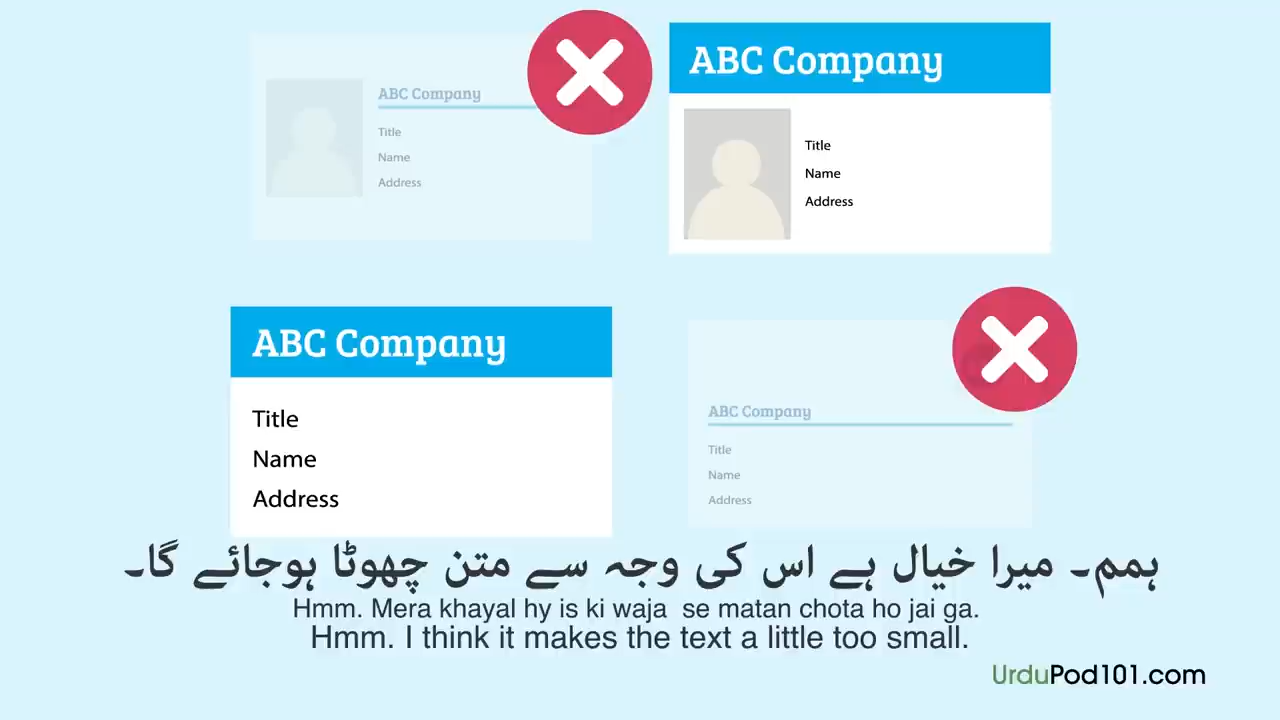 ABC Company
Title
Name
Address
ABC Company
Title
Name
Address
ABC Company
Title
Name
Address
ABC Company
Title
Name
Address
ہمم۔ میرا خیال ہے اس کی وجہ سے متن چھوٹا ہوجائے گا۔
Hmm. Mera khayal hy is ki waja  se matan chota ho jai ga.
Hmm. I think it makes the text a little too small.
UrduPod101.com